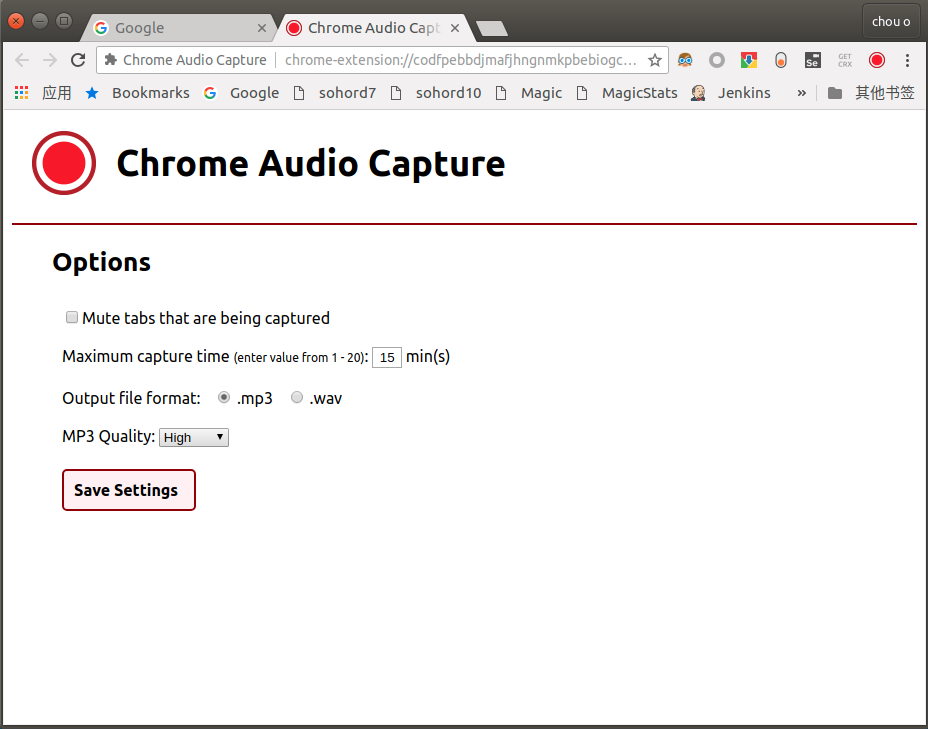 Google
Chrome Audio Capt
chou o
Chrome Audio Capture chrome-extension://codfpebbdjmafjhngnmkpbebiogc...
Se
GET CRX
应用 Bookmarks Google sohord7 sohord10 Magic MagicStats Jenkins » 其他书签
Chrome Audio Capture
Options
Mute tabs that are being captured
Maximum capture time (enter value from 1 - 20): 15 min(s)
Output file format: .mp3 .wav
MP3 Quality: High
Save Settings